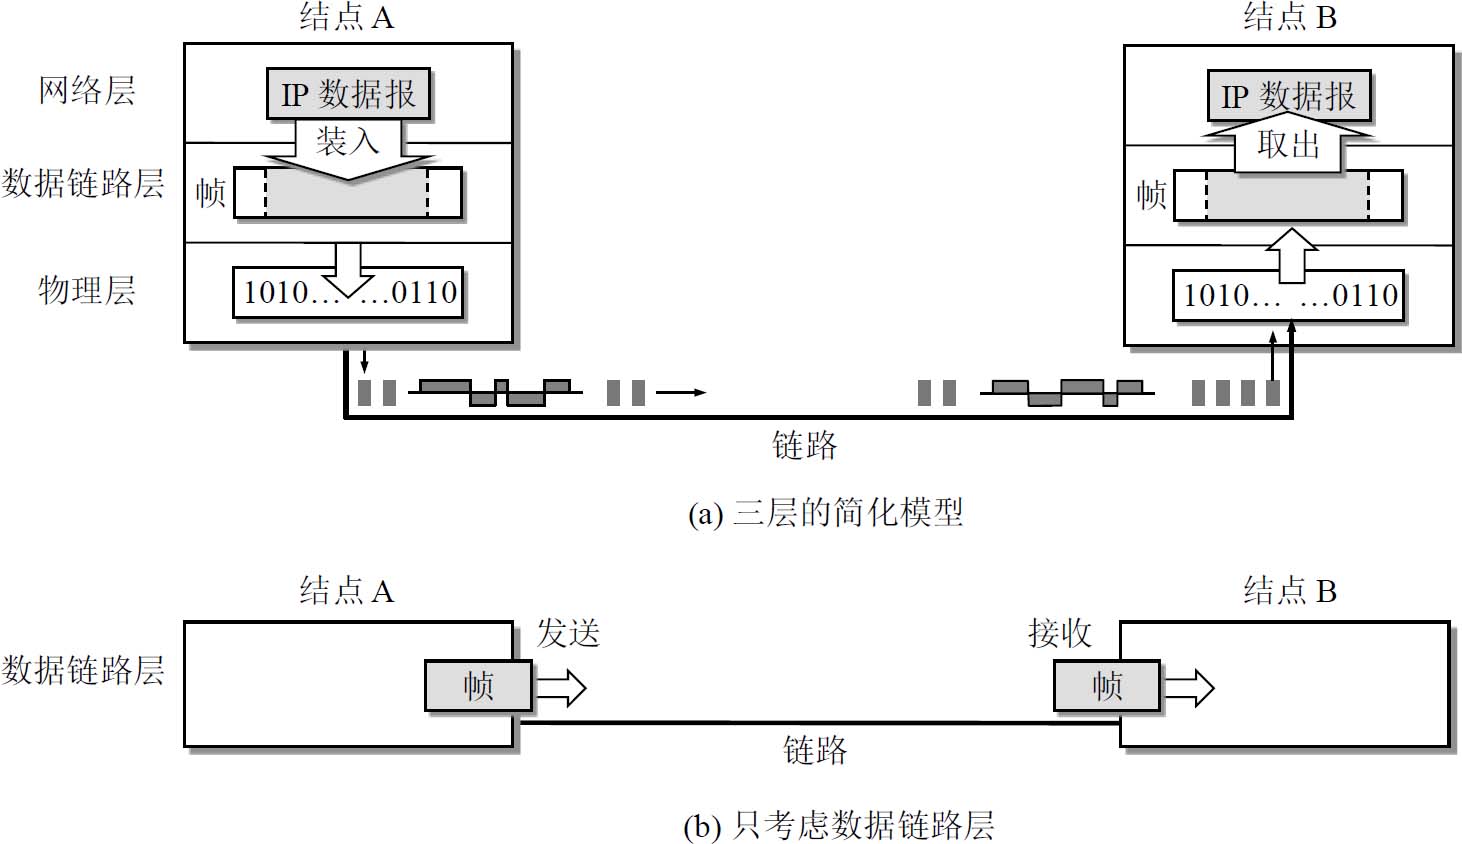 结点 A
结点 B
网络层
IP 数据报
IP 数据报
装入
取出
数据链路层
帧
帧
物理层
1010… …0110
1010… …0110
链路
(a) 三层的简化模型
结点 A
结点 B
发送
接收
数据链路层
帧
帧
链路
(b) 只考虑数据链路层